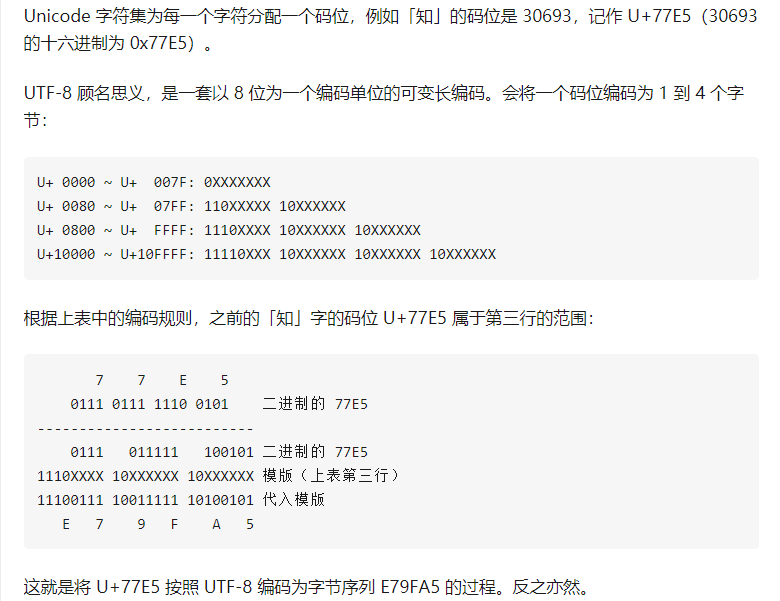 Unicode 字符集为每一个字符分配一个码位，例如「知」的码位是 30693，记作 U+77E5（30693
的十六进制为 0x77E5）。
UTF-8 顾名思义，是一套以 8 位为一个编码单位的可变长编码。会将一个码位编码为 1 到 4 个字
节：
U+ 0000 ~ U+  007F: 0XXXXXXX
U+ 0080 ~ U+  07FF: 110XXXXX 10XXXXXX
U+ 0800 ~ U+  FFFF: 1110XXXX 10XXXXXX 10XXXXXX
U+10000 ~ U+10FFFF: 11110XXX 10XXXXXX 10XXXXXX 10XXXXXX
根据上表中的编码规则，之前的「知」字的码位 U+77E5 属于第三行的范围：
       7    7    E    5
    0111 0111 1110 0101    二进制的 77E5
--------------------------
    0111   011111   100101 二进制的 77E5
1110XXXX 10XXXXXX 10XXXXXX 模版（上表第三行）
11100111 10011111 10100101 代入模版
   E   7    9   F    A   5
这就是将 U+77E5 按照 UTF-8 编码为字节序列 E79FA5 的过程。反之亦然。